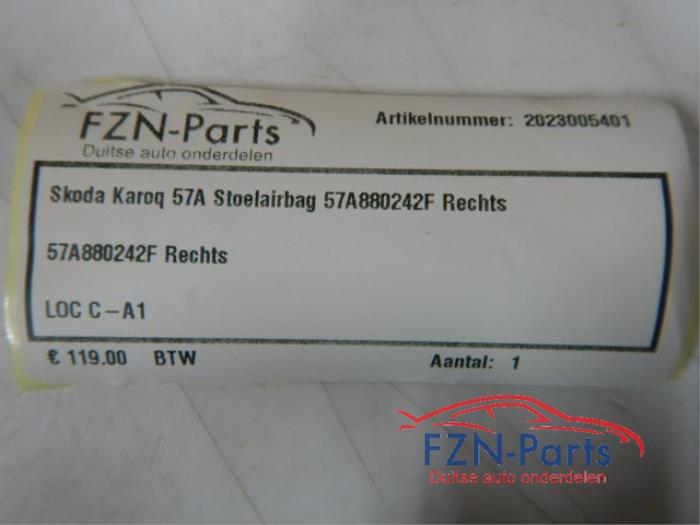 FZN-Parts
Duitse auto onderdelen
Artikelnummer: 2023005401
Skoda Karoq 57A Stoelairbag 57A880242F Rechts
57A880242F Rechts
LOC C-A1
€ 119.00 BTW
Aantal: 1
FZN-Parts
Duitse auto onderdelen